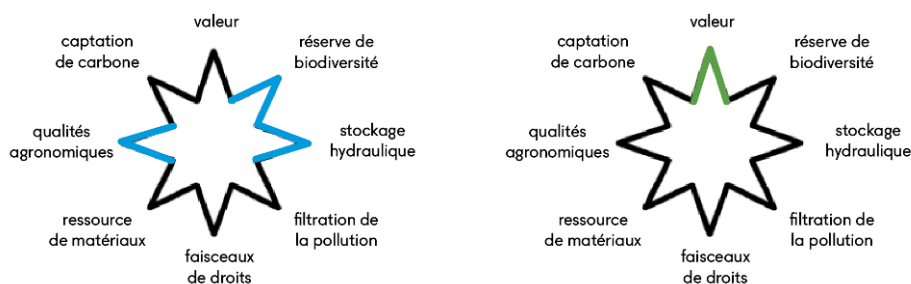 valeur
captation
de carbone
réserve de
biodiversité
qualités
agronomiques
stockage
hydraulique
ressource
de matériaux
filtration de
la pollution
faisceaux
de droits
valeur
captation
de carbone
réserve de
biodiversité
qualités
agronomiques
stockage
hydraulique
ressource
de matériaux
filtration de
la pollution
faisceaux
de droits